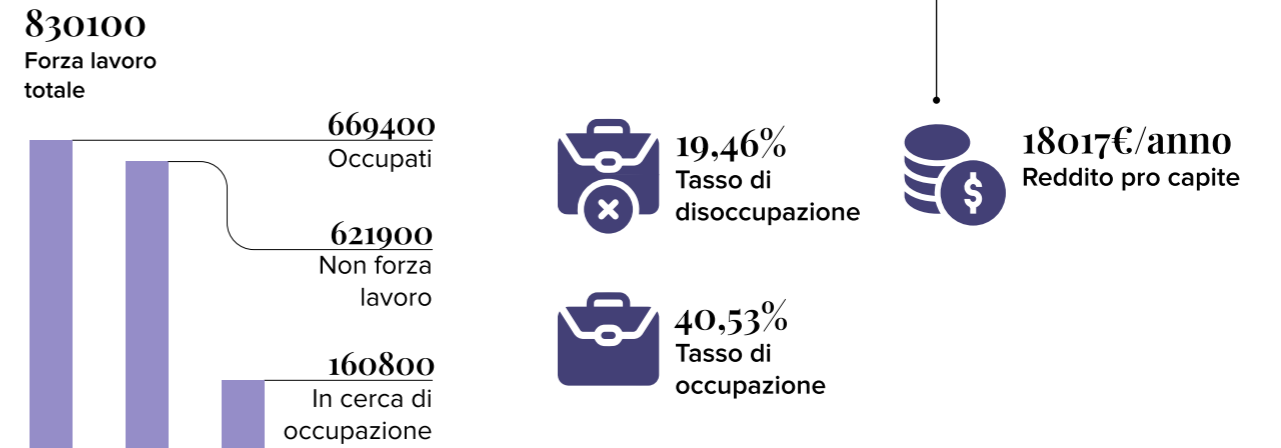 830100
Forza lavoro
totale
669400
Occupati
621900
Non forza
lavoro
160800
In cerca di
occupazione
19,46%
Tasso di
disoccupazione
40,53%
Tasso di
occupazione
$
18017€/anno
Reddito pro capite